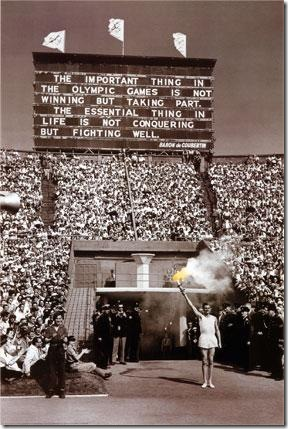 THE IMPORTANT THING IN
THE OLYMPIC GAMES IS NOT
WINNING BUT TAKING PART.
THE ESSENTIAL THING IN
LIFE IS NOT CONQUERING
BUT FIGHTING WELL.
BARON de COUBERTIN